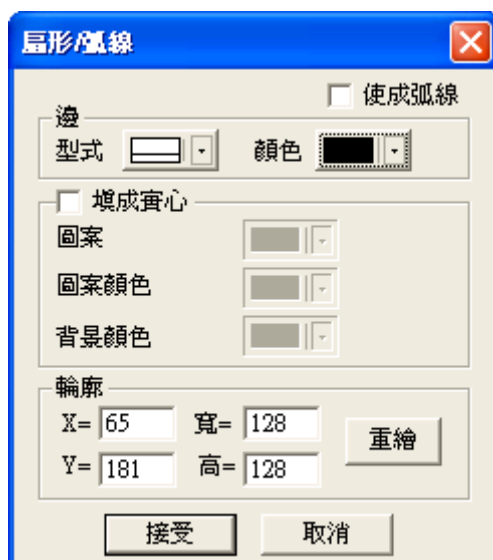 扇形/弧線
使成弧線
邊
型式 顏色
填成實心
圖案
圖案顏色
背景顏色
輪廓
X= 65 寬= 128
Y= 181 高= 128
重繪
接受 取消